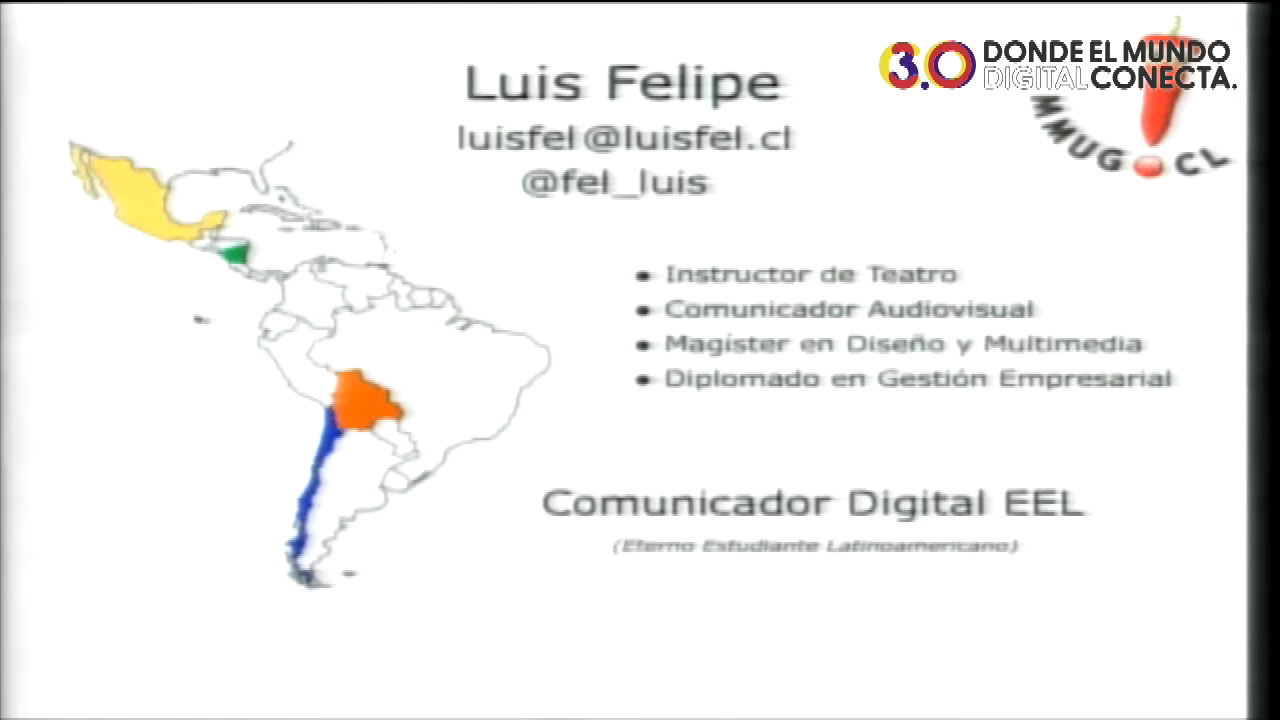 Luis Felipe
luisfel@luisfel.cl
@fel_luis
3.0 DONDE EL MUNDO
DIGITAL CONECTA.
MMUG.CL
• Instructor de Teatro
• Comunicador Audiovisual
• Magíster en Diseño y Multimedia
• Diplomado en Gestión Empresarial
Comunicador Digital EEL
(Eterno Estudiante Latinoamericano)